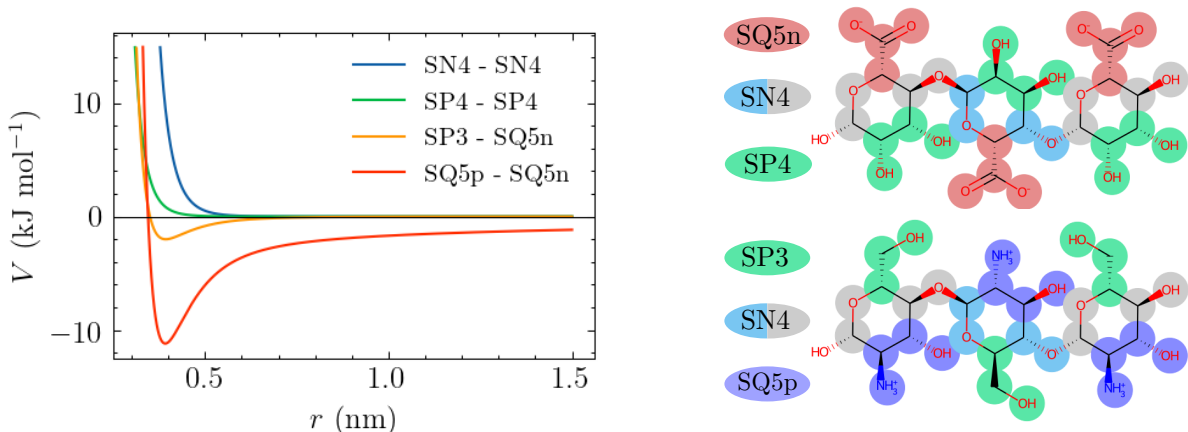 V (kJ mol⁻¹)
10
0
−10
0.5
1.0
1.5
r (nm)
SN4 - SN4
SP4 - SP4
SP3 - SQ5n
SQ5p - SQ5n
SQ5n
SN4
SP4
O⁻ O O O⁻ O
OH
O OH OH
O O O
HO OH O OH
OH O O⁻ OH
SP3
SN4
SQ5p
OH NH₃⁺ HO
O OH OH
O O O
HO OH O OH
NH₃⁺ OH NH₃⁺